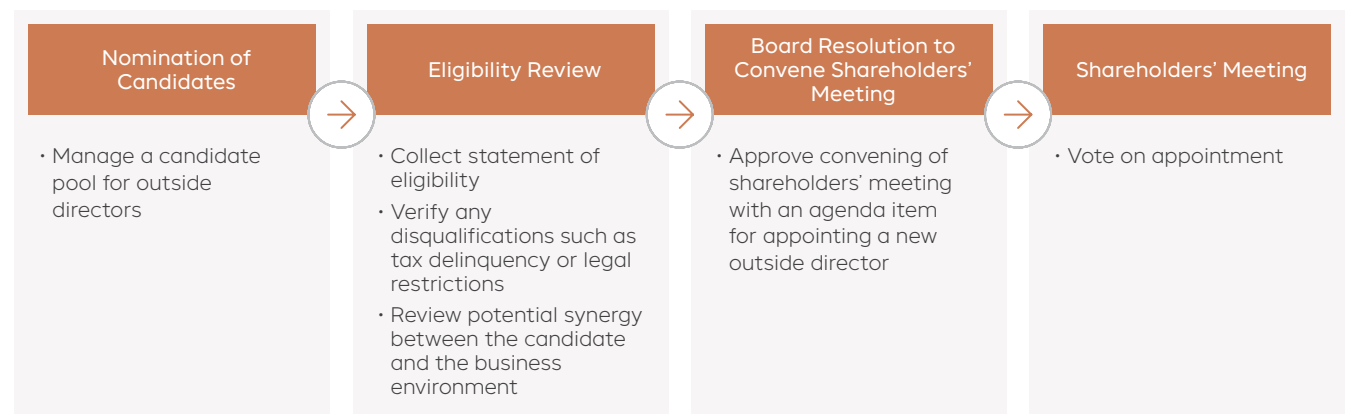 Nomination of
Candidates
· Manage a candidate
pool for outside
directors
Eligibility Review
· Collect statement of
eligibility
· Verify any
disqualifications such as
tax delinquency or legal
restrictions
· Review potential synergy
between the candidate
and the business
environment
Board Resolution to
Convene Shareholders’
Meeting
· Approve convening of
shareholders’ meeting
with an agenda item
for appointing a new
outside director
Shareholders’ Meeting
· Vote on appointment